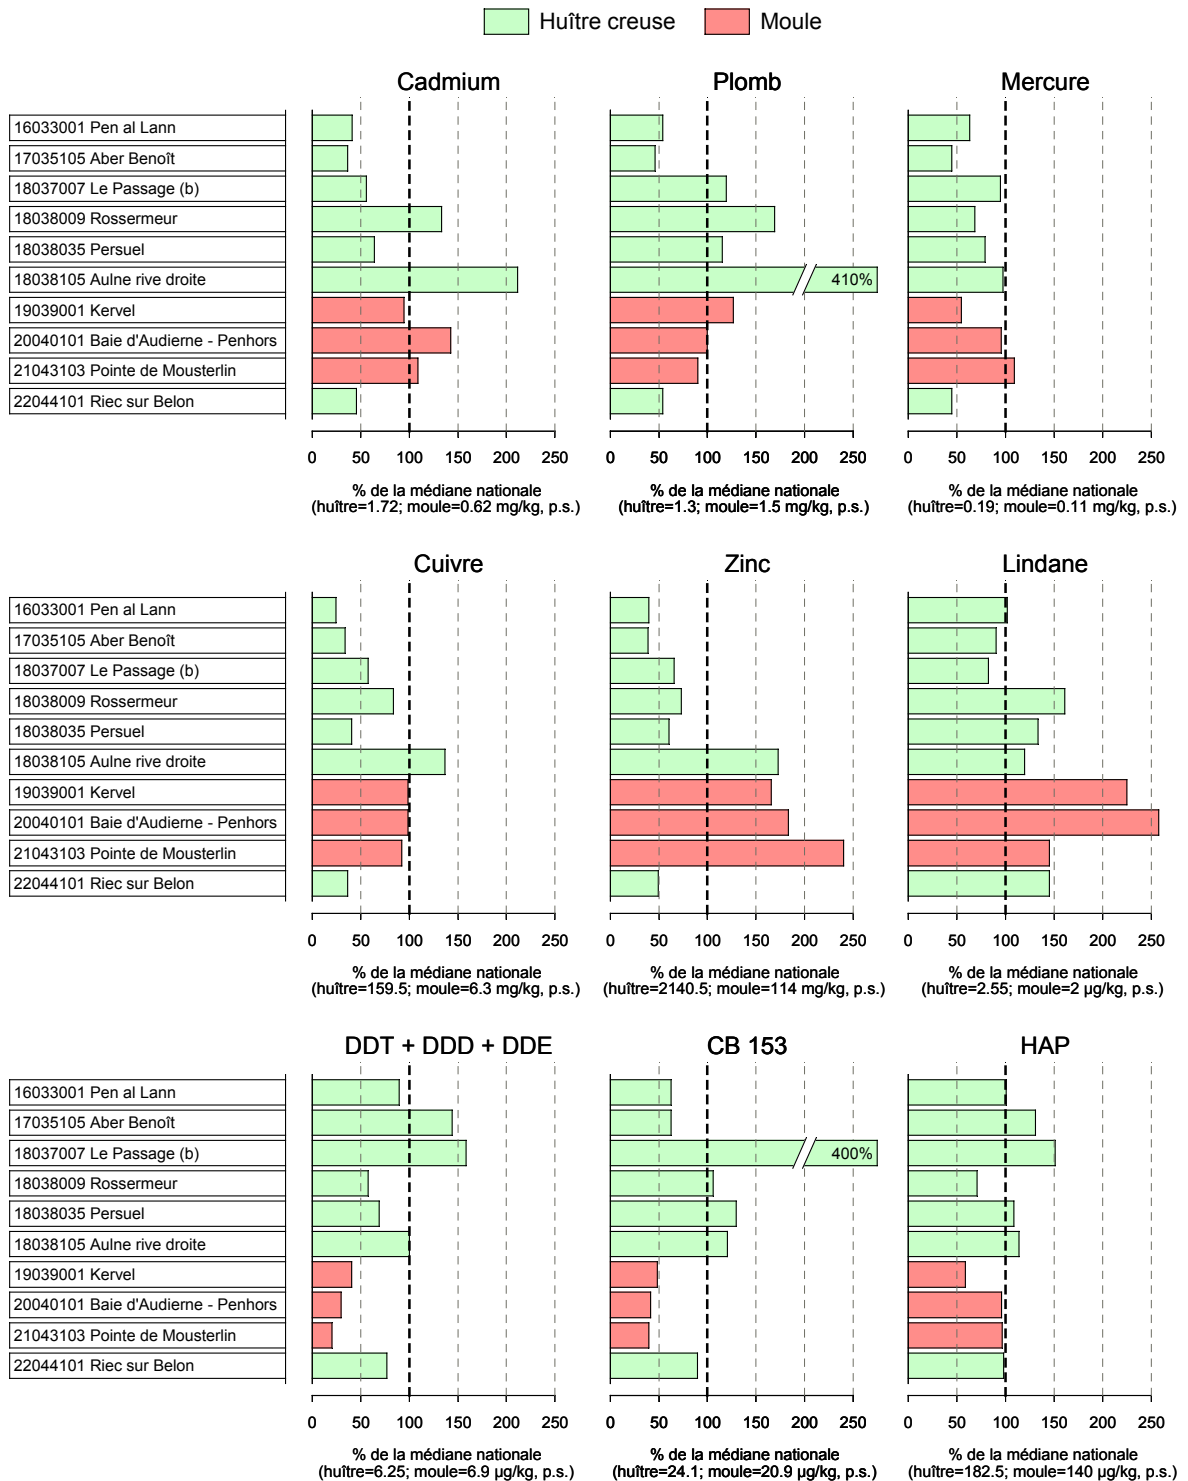 Huître creuse Moule
Cadmium Plomb Mercure
16033001 Pen al Lann
17035105 Aber Benoît
18037007 Le Passage (b)
18038009 Rossermeur
18038035 Persuel
18038105 Aulne rive droite 410%
19039001 Kervel
20040101 Baie d'Audierne - Penhors
21043103 Pointe de Mousterlin
22044101 Riec sur Belon
0 50 100 150 200 250 0 50 100 150 200 250 0 50 100 150 200 250
% de la médiane nationale % de la médiane nationale % de la médiane nationale
(huître=1.72; moule=0.62 mg/kg, p.s.) (huître=1.3; moule=1.5 mg/kg, p.s.) (huître=0.19; moule=0.11 mg/kg, p.s.)
Cuivre Zinc Lindane
16033001 Pen al Lann
17035105 Aber Benoît
18037007 Le Passage (b)
18038009 Rossermeur
18038035 Persuel
18038105 Aulne rive droite
19039001 Kervel
20040101 Baie d'Audierne - Penhors
21043103 Pointe de Mousterlin
22044101 Riec sur Belon
0 50 100 150 200 250 0 50 100 150 200 250 0 50 100 150 200 250
% de la médiane nationale % de la médiane nationale % de la médiane nationale
(huître=159.5; moule=6.3 mg/kg, p.s.) (huître=2140.5; moule=114 mg/kg, p.s.) (huître=2.55; moule=2 µg/kg, p.s.)
DDT + DDD + DDE CB 153 HAP
16033001 Pen al Lann
17035105 Aber Benoît
18037007 Le Passage (b) 400%
18038009 Rossermeur
18038035 Persuel
18038105 Aulne rive droite
19039001 Kervel
20040101 Baie d'Audierne - Penhors
21043103 Pointe de Mousterlin
22044101 Riec sur Belon
0 50 100 150 200 250 0 50 100 150 200 250 0 50 100 150 200 250
% de la médiane nationale % de la médiane nationale % de la médiane nationale
(huître=6.25; moule=6.9 µg/kg, p.s.) (huître=24.1; moule=20.9 µg/kg, p.s.) (huître=182.5; moule=140 µg/kg, p.s.)